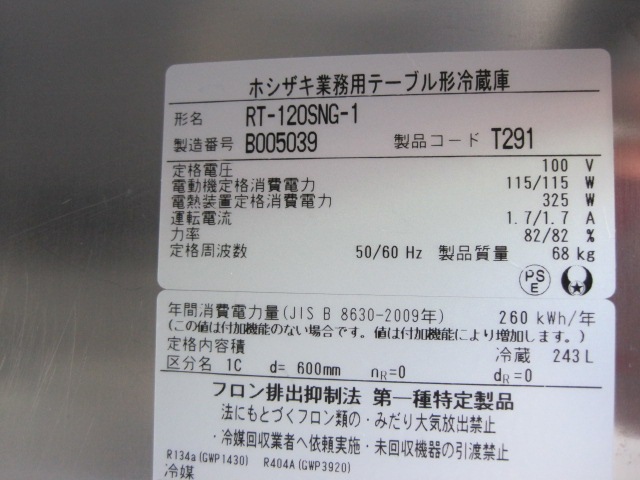 ホシザキ業務用テーブル形冷蔵庫
形名 RT-120SNG-1
製造番号 B005039 製品コード T291
定格電圧 100 V
電動機定格消費電力 115/115 W
電熱装置定格消費電力 325 W
運転電流 1.7/1.7 A
力率 82/82 %
定格周波数 50/60 Hz 製品質量 68 kg
PS
E
年間消費電力量(JIS B 8630-2009年) 260 kWh/年
(この値は付加機能のない場合です。値は付加機能により増加します。)
定格内容積 冷蔵 243 L
区分名 1C d= 600mm nR=0 dR=0
フロン排出抑制法 第一種特定製品
法にもとづくフロン類の・みだり大気放出禁止
・冷媒回収業者へ依頼実施・未回収機器の引渡禁止
R134a(GWP1430) R404A(GWP3920)
冷媒